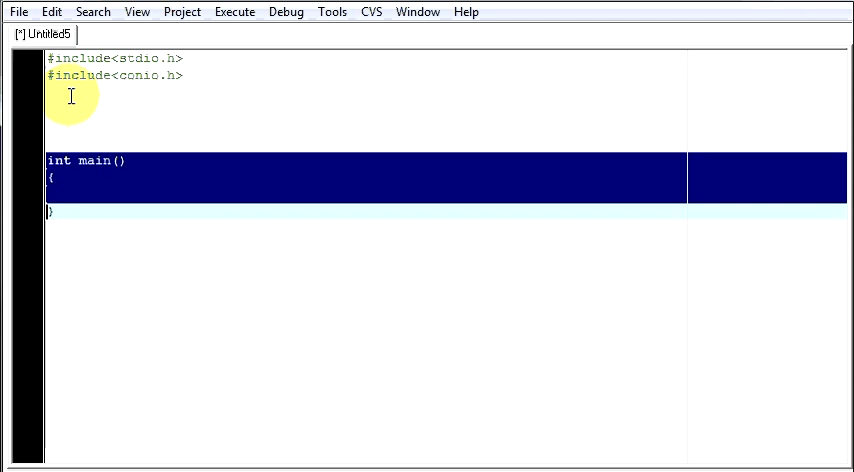 File Edit Search View Project Execute Debug Tools CVS Window Help
[*] Untitled5
#include<stdio.h>
#include<conio.h>
int main()
{
}